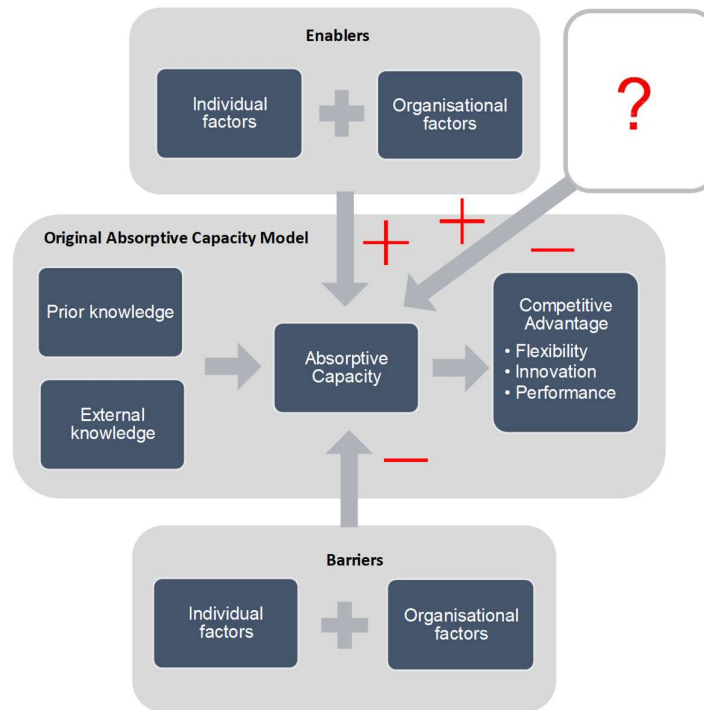 Enablers
Individual
factors
Organisational
factors
?
Original Absorptive Capacity Model
Prior knowledge
External
knowledge
Absorptive
Capacity
Competitive
Advantage
• Flexibility
• Innovation
• Performance
Barriers
Individual
factors
Organisational
factors